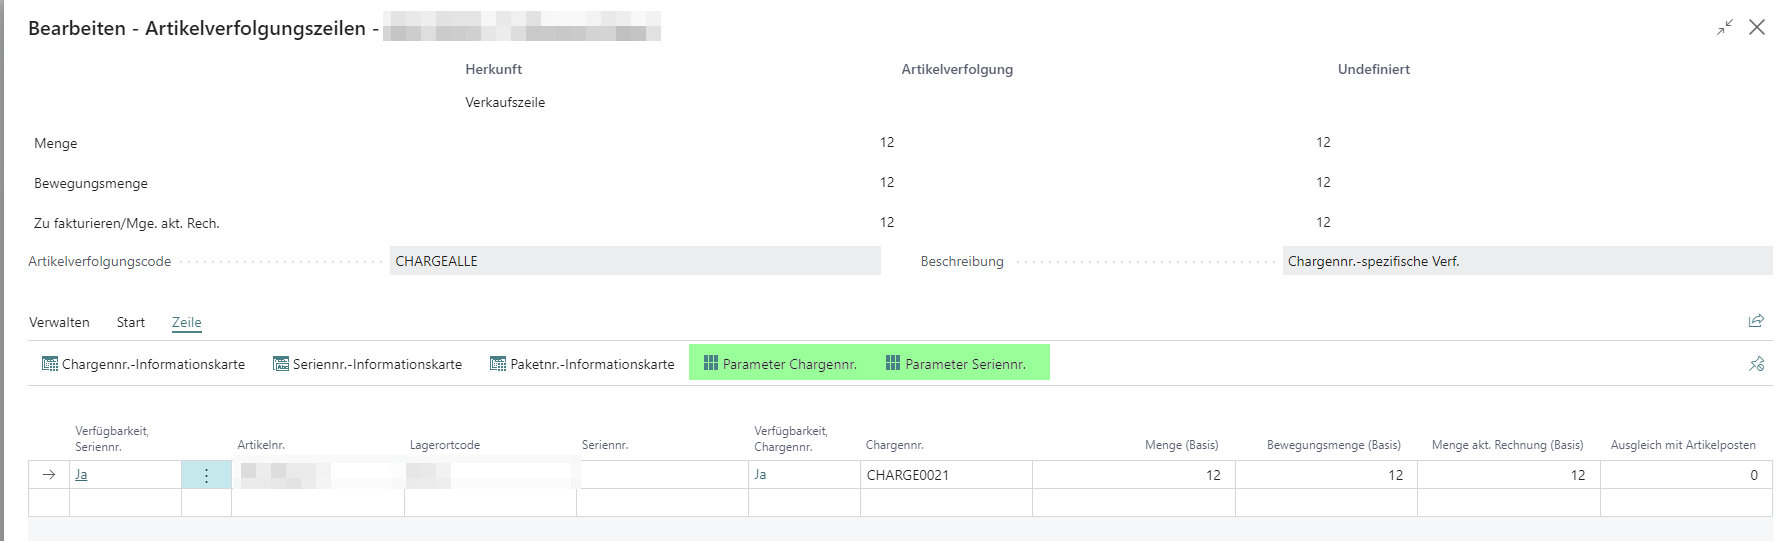 Bearbeiten - Artikelverfolgungszeilen -
Herkunft Artikelverfolgung Undefiniert
Verkaufszeile
Menge 12 12
Bewegungsmenge 12 12
Zu fakturieren/Mge. akt. Rech. 12 12
Artikelverfolgungscode CHARGEALLE Beschreibung Chargennr.-spezifische Verf.
Verwalten Start Zeile
Chargennr.-Informationskarte Seriennr.-Informationskarte Paketnr.-Informationskarte Parameter Chargennr. Parameter Seriennr.
Verfügbarkeit, Seriennr. Artikelnr. Lagerortcode Seriennr. Verfügbarkeit, Chargennr. Chargennr. Menge (Basis) Bewegungsmenge (Basis) Menge akt. Rechnung (Basis) Ausgleich mit Artikelposten
Ja Ja CHARGE0021 12 12 12 0